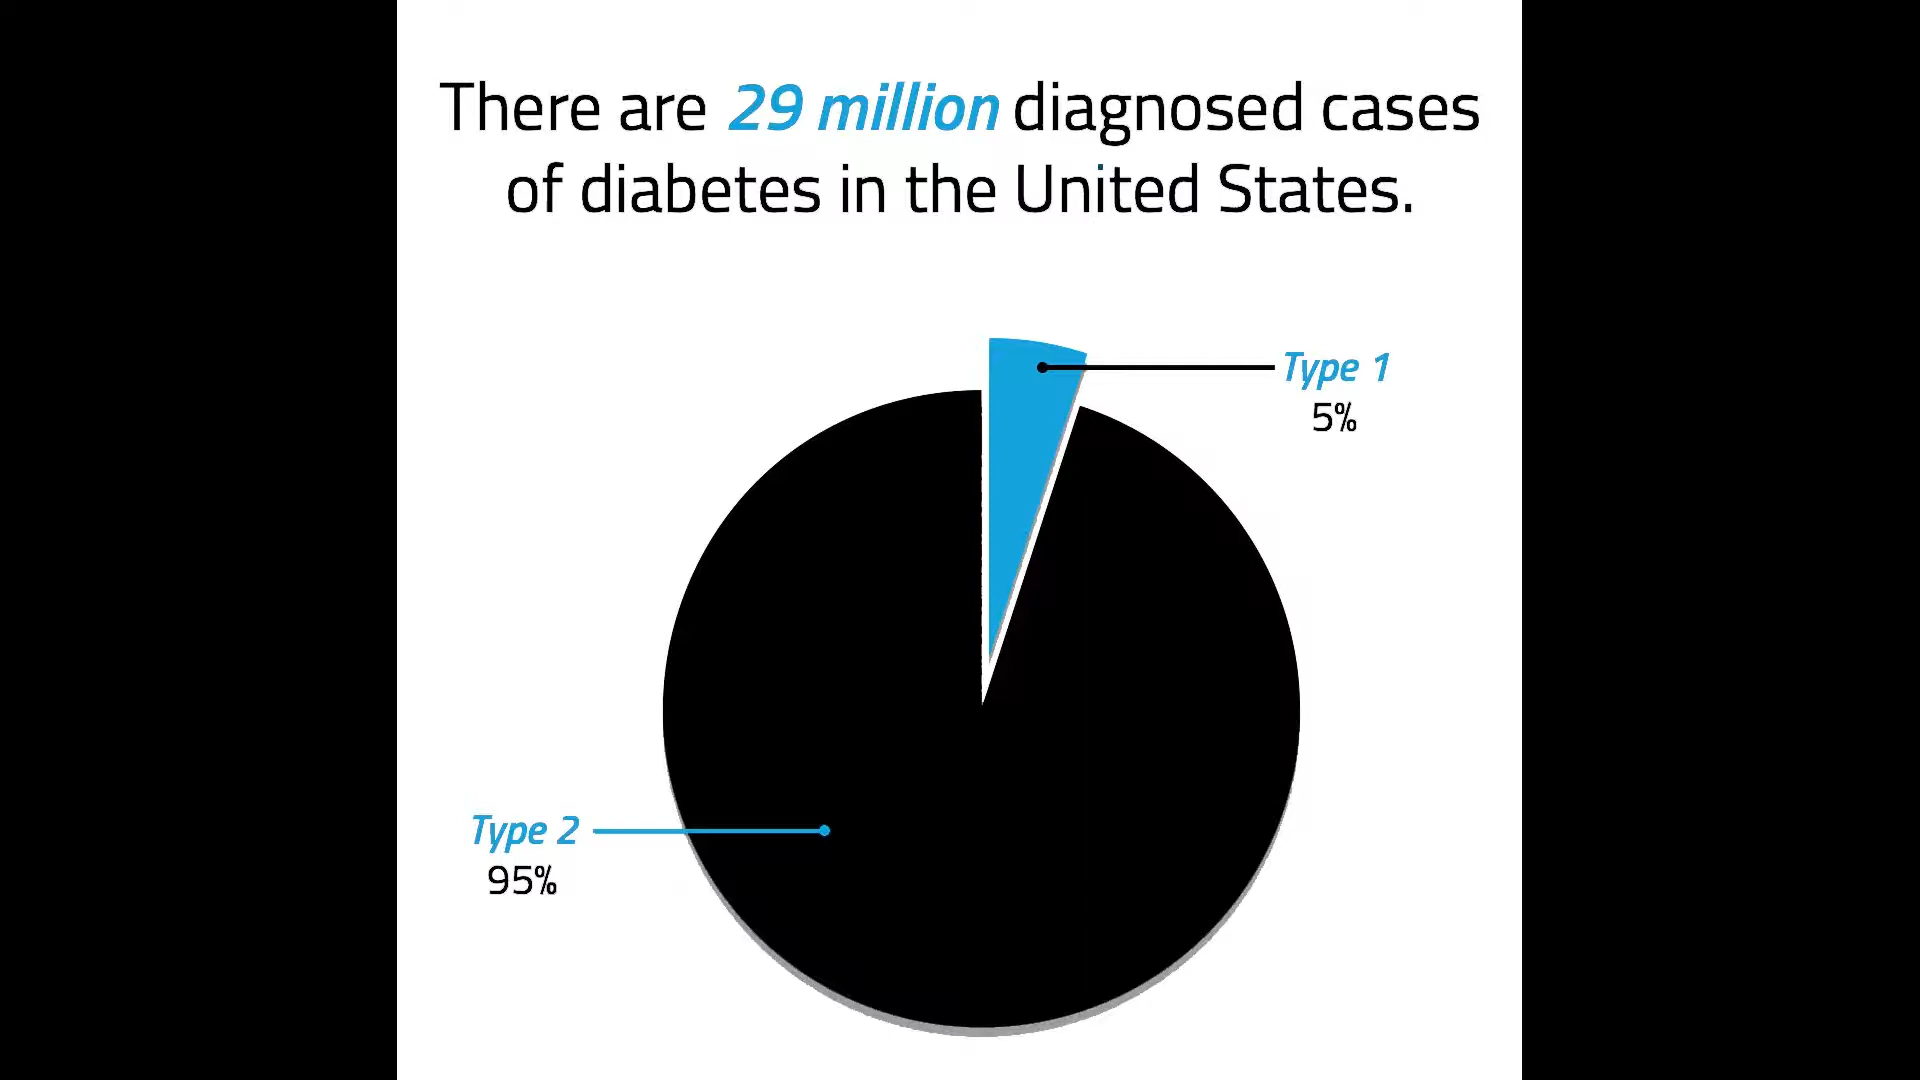 There are 29 million diagnosed cases
of diabetes in the United States.
Type 1
5%
Type 2
95%